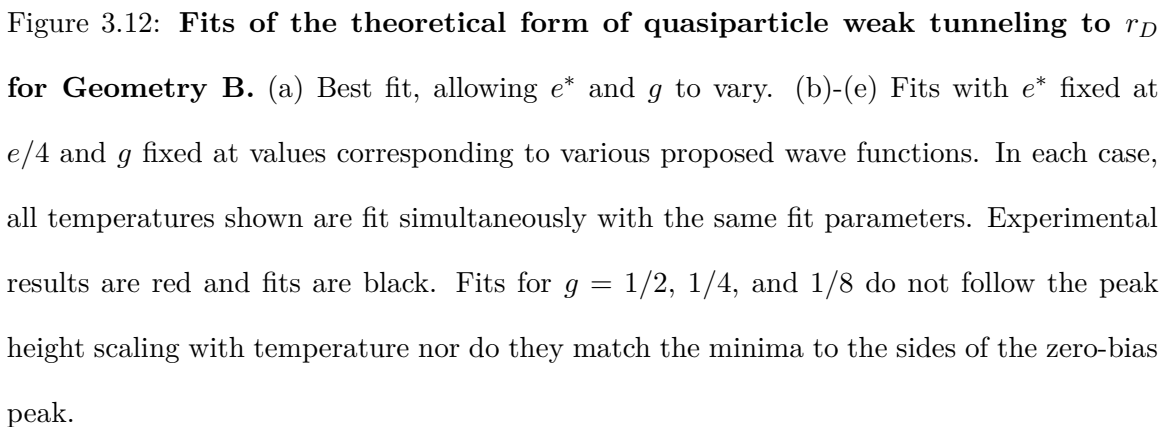 Figure 3.12: Fits of the theoretical form of quasiparticle weak tunneling to r_D
for Geometry B. (a) Best fit, allowing e* and g to vary. (b)-(e) Fits with e* fixed at
e/4 and g fixed at values corresponding to various proposed wave functions. In each case,
all temperatures shown are fit simultaneously with the same fit parameters. Experimental
results are red and fits are black. Fits for g = 1/2, 1/4, and 1/8 do not follow the peak
height scaling with temperature nor do they match the minima to the sides of the zero-bias
peak.